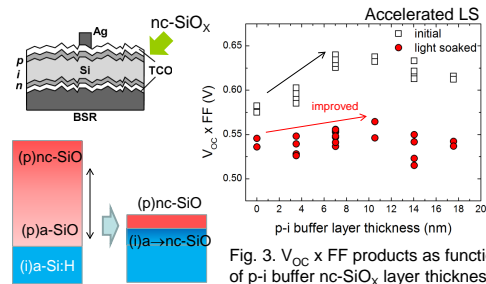 nc-SiOX
Ag
p
i
n
Si
TCO
BSR
(p)nc-SiO
(p)a-SiO
(i)a-Si:H
(p)nc-SiO
(i)a→nc-SiO
Accelerated LS
initial
light soaked
improved
VOC x FF (V)
0.65
0.60
0.55
0.50
0 2 4 6 8 10 12 14 16 18 20
p-i buffer layer thickness (nm)
Fig. 3. VOC x FF products as functi
of p-i buffer nc-SiOX layer thicknes